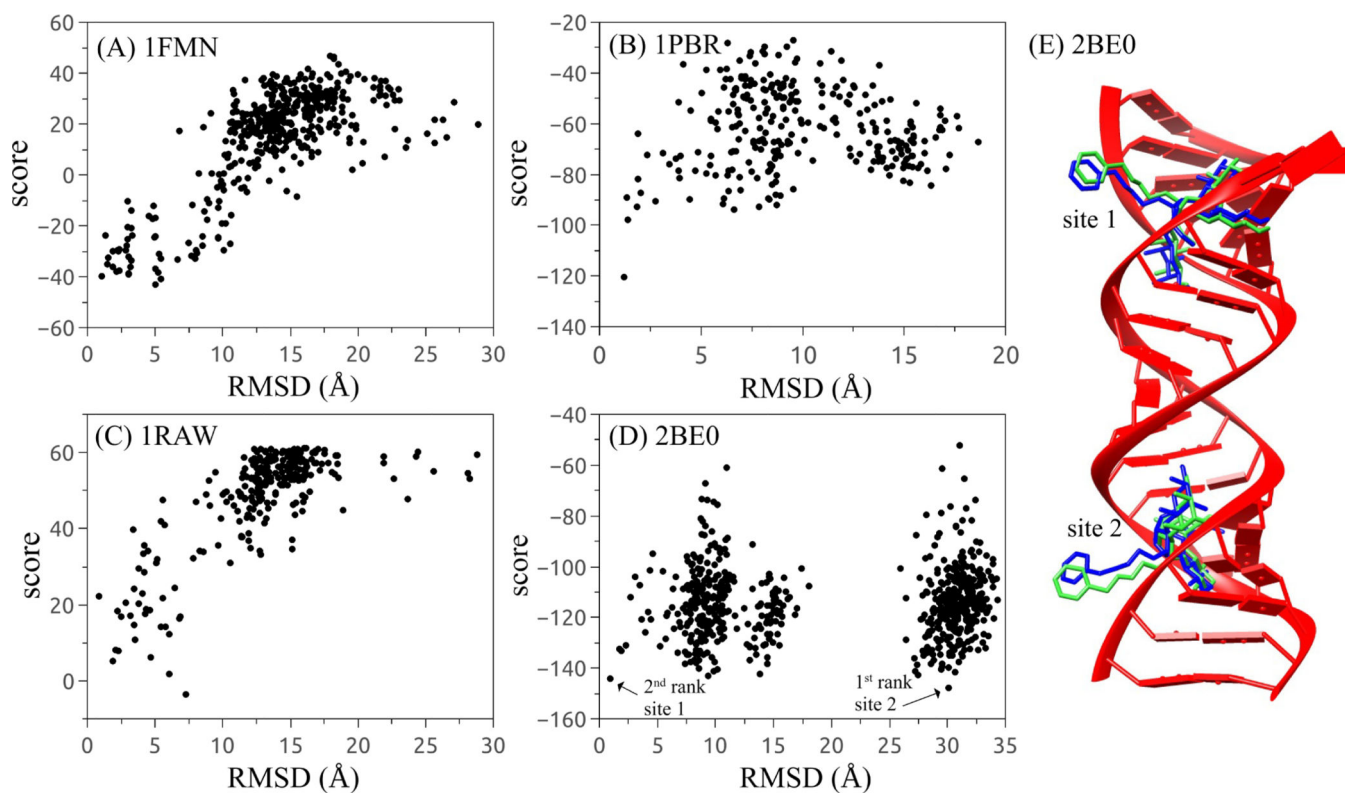 (A) 1FMN
60
40
20
0
−20
−40
−60
score
0 5 10 15 20 25 30
RMSD (Å)
(B) 1PBR
−20
−40
−60
−80
−100
−120
−140
score
0 5 10 15 20
RMSD (Å)
(C) 1RAW
60
40
20
0
score
0 5 10 15 20 25 30
RMSD (Å)
(D) 2BE0
−40
−60
−80
−100
−120
−140
−160
score
2nd rank
site 1
1st rank
site 2
0 5 10 15 20 25 30 35
RMSD (Å)
(E) 2BE0
site 1
site 2